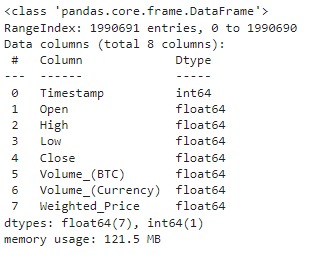 <class 'pandas.core.frame.DataFrame'>
RangeIndex: 1990691 entries, 0 to 1990690
Data columns (total 8 columns):
 #   Column             Dtype
---  ------             -----
 0   Timestamp          int64
 1   Open               float64
 2   High               float64
 3   Low                float64
 4   Close              float64
 5   Volume_(BTC)       float64
 6   Volume_(Currency)  float64
 7   Weighted_Price     float64
dtypes: float64(7), int64(1)
memory usage: 121.5 MB